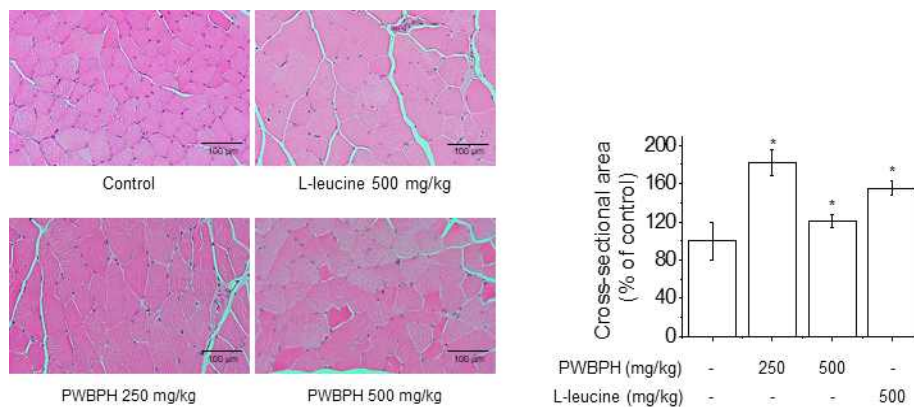 100 μm
100 μm
Control
L-leucine 500 mg/kg
100 μm
100 μm
PWBPH 250 mg/kg
PWBPH 500 mg/kg
Cross-sectional area
(% of control)
200
160
120
80
40
0
*
*
*
PWBPH (mg/kg) - 250 500 -
L-leucine (mg/kg) - - - 500